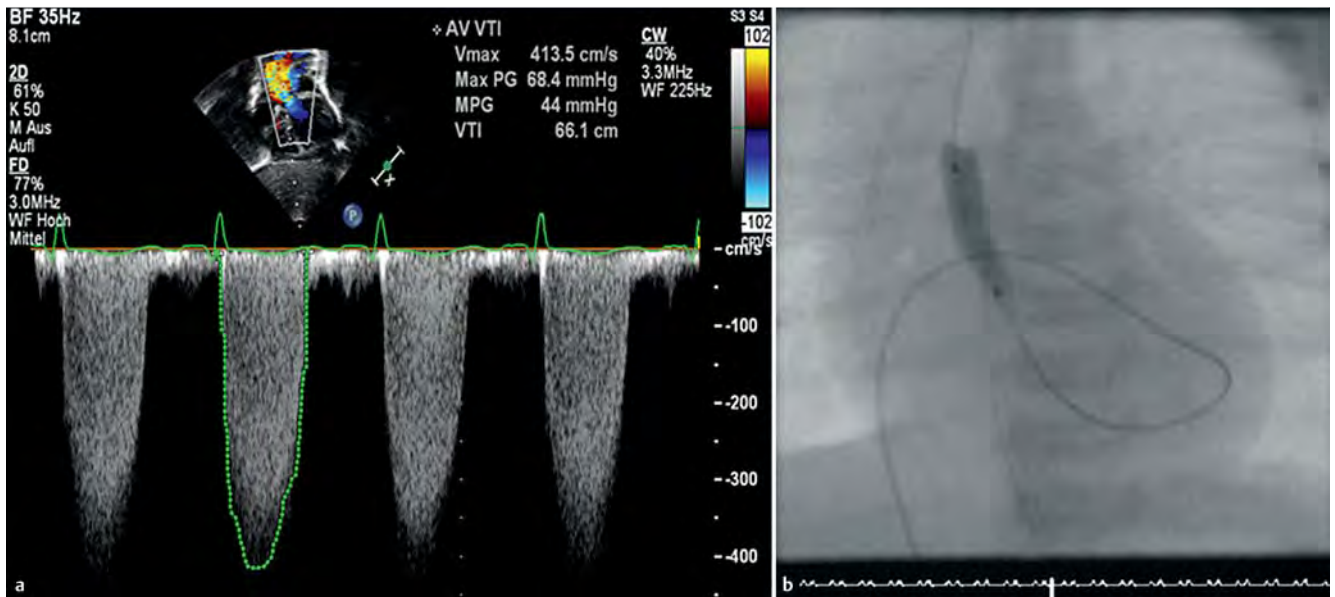 BF 35Hz
8.1cm
2D
61%
K 50
M Aus
Aufl
FD
77%
3.0MHz
WF Hoch
Mittel
AV VTI
Vmax 413.5 cm/s
Max PG 68.4 mmHg
MPG 44 mmHg
VTI 66.1 cm
CW
40%
3.3MHz
WF 225Hz
S3 S4
102
-102
cm/s
x
P
cm/s
-100
-200
-300
-400
a
b